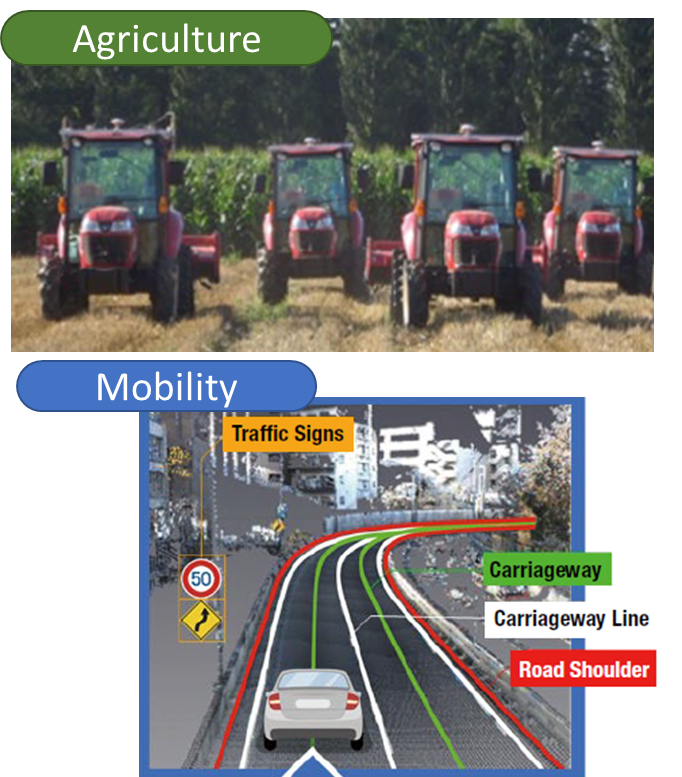 Agriculture
Mobility
Traffic Signs
50
Carriageway
Carriageway Line
Road Shoulder